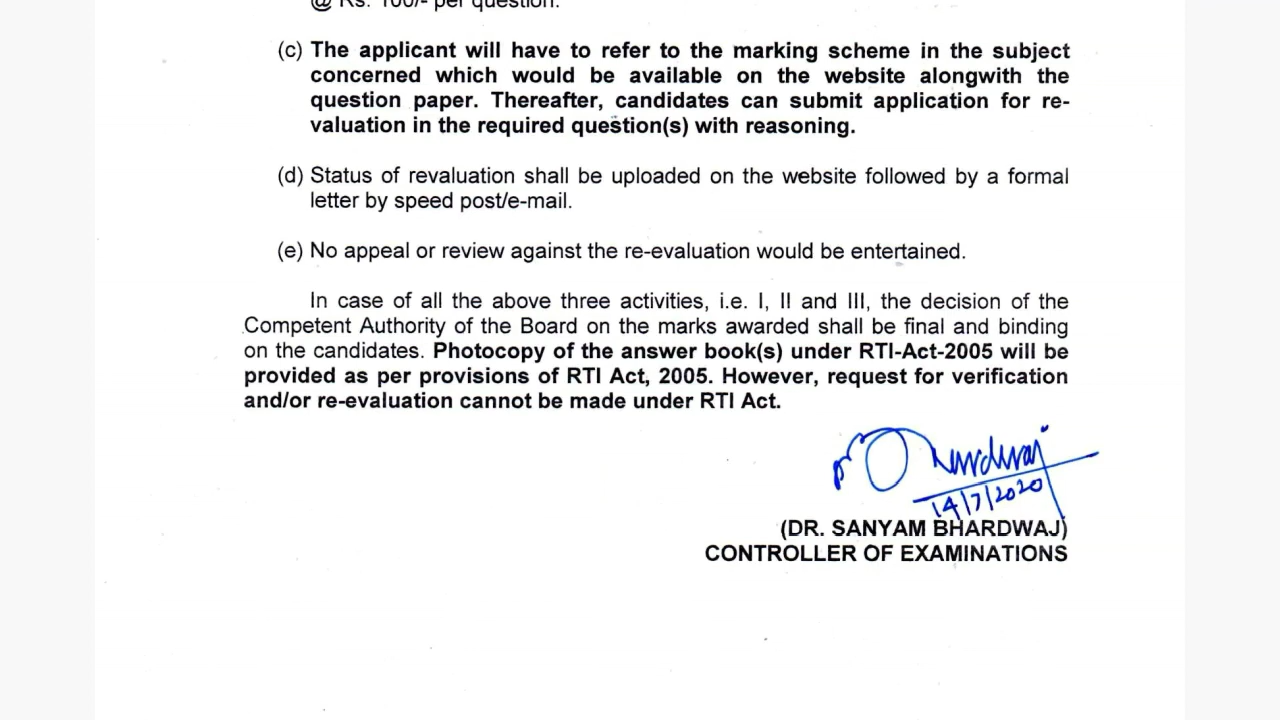 @ Rs. 100/- per question.
(c) The applicant will have to refer to the marking scheme in the subject
concerned which would be available on the website alongwith the
question paper. Thereafter, candidates can submit application for re-
valuation in the required question(s) with reasoning.
(d) Status of revaluation shall be uploaded on the website followed by a formal
letter by speed post/e-mail.
(e) No appeal or review against the re-evaluation would be entertained.
In case of all the above three activities, i.e. I, II and III, the decision of the
Competent Authority of the Board on the marks awarded shall be final and binding
on the candidates. Photocopy of the answer book(s) under RTI-Act-2005 will be
provided as per provisions of RTI Act, 2005. However, request for verification
and/or re-evaluation cannot be made under RTI Act.
14/7/2020
(DR. SANYAM BHARDWAJ)
CONTROLLER OF EXAMINATIONS